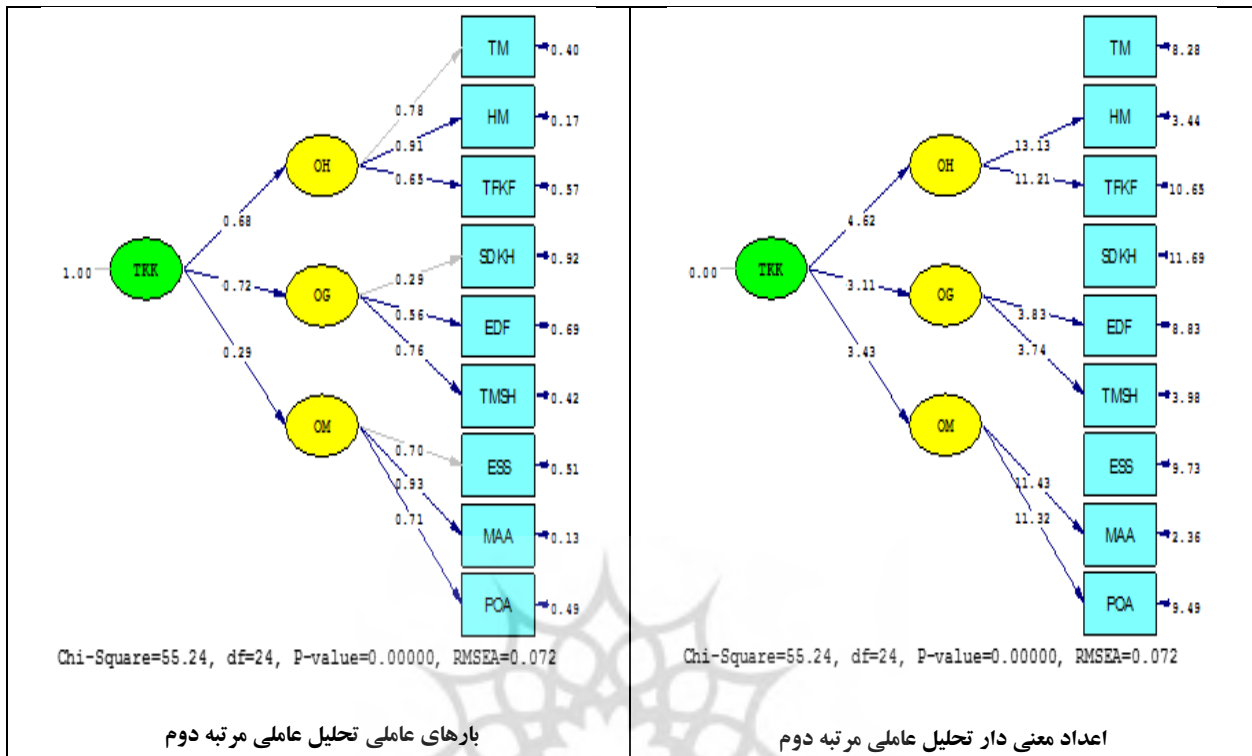 TM
0.40
0.78
HM
0.17
0.91
OH
0.65
TFKF
0.57
0.68
SDKH
0.92
1.00
TKK
0.29
0.72
OG
0.56
EDF
0.69
0.29
0.76
TMSH
0.42
OM
0.70
ESS
0.51
0.93
MAA
0.13
0.71
POA
0.49
Chi-Square=55.24, df=24, P-value=0.00000, RMSEA=0.072
بارهای عاملی تحلیل عاملی مرتبه دوم
TM
8.28
HM
3.44
13.13
OH
11.21
TFKF
10.65
4.62
SDKH
11.69
0.00
TKK
3.11
OG
3.83
EDF
8.83
3.43
3.74
TMSH
3.98
OM
ESS
9.73
11.43
MAA
2.36
11.32
POA
9.49
Chi-Square=55.24, df=24, P-value=0.00000, RMSEA=0.072
اعداد معنی دار تحلیل عاملی مرتبه دوم